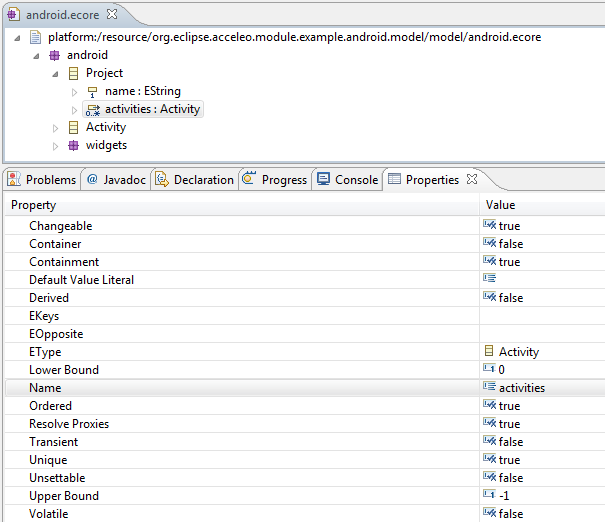 android.ecore
platform:/resource/org.eclipse.acceleo.module.example.android.model/model/android.ecore
android
Project
1 name : EString
0..* activities : Activity
Activity
widgets
Problems @ Javadoc Declaration Progress Console Properties
Property Value
Changeable true
Container false
Containment true
Default Value Literal
Derived false
EKeys
EOpposite
EType Activity
Lower Bound 0
Name activities
Ordered true
Resolve Proxies true
Transient false
Unique true
Unsettable false
Upper Bound -1
Volatile false